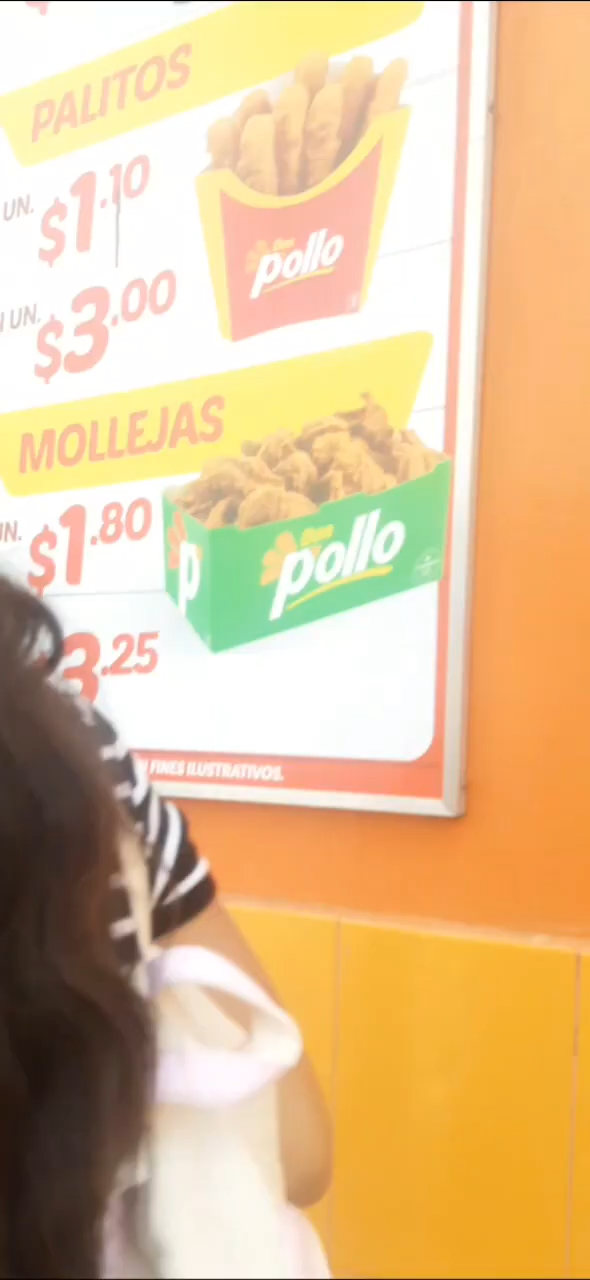 PALITOS
UN. $1.10
UN. $3.00
pollo
MOLLEJAS
UN. $1.80
$3.25
pollo
p
FINES ILUSTRATIVOS.